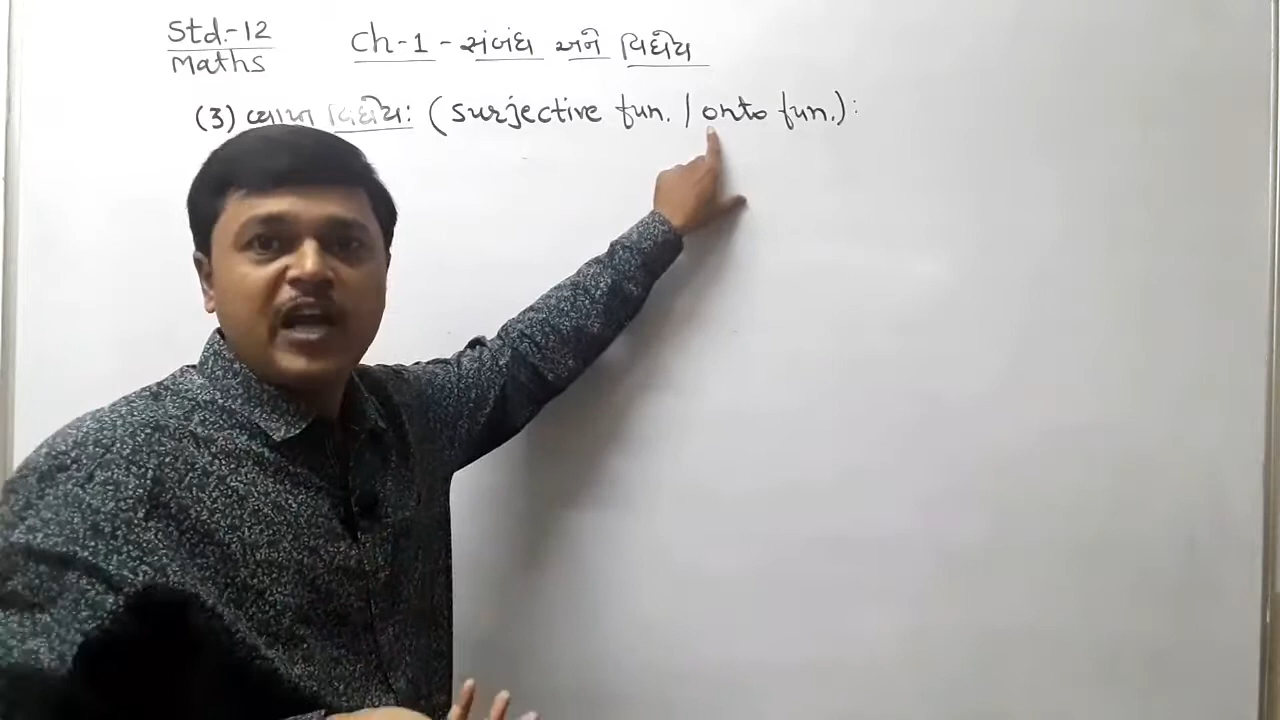 Std:-12
Maths
Ch-1 - સંબંધ અને વિધેય
(3) વ્યાપ્ત વિધેય: (surjective fun. / onto fun.):